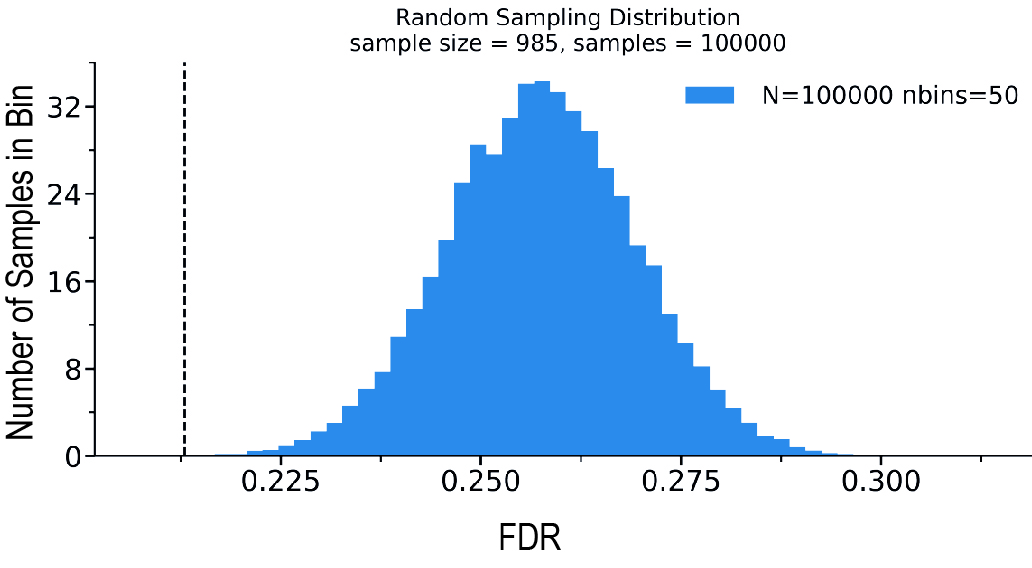 Random Sampling Distribution
sample size = 985, samples = 100000
N=100000 nbins=50
Number of Samples in Bin
32
24
16
8
0
0.225
0.250
0.275
0.300
FDR